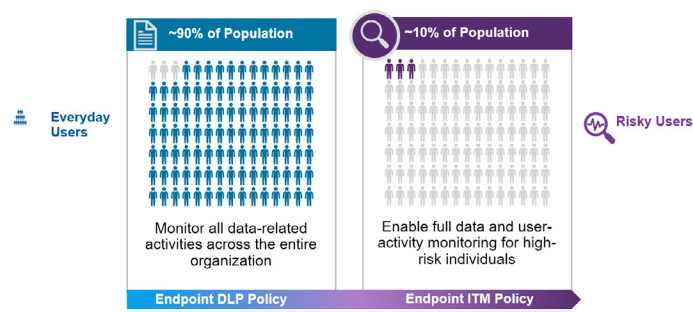 ~90% of Population
~10% of Population
Everyday
Users
Risky Users
Monitor all data-related
activities across the entire
organization
Enable full data and user-
activity monitoring for high-
risk individuals
Endpoint DLP Policy
Endpoint ITM Policy